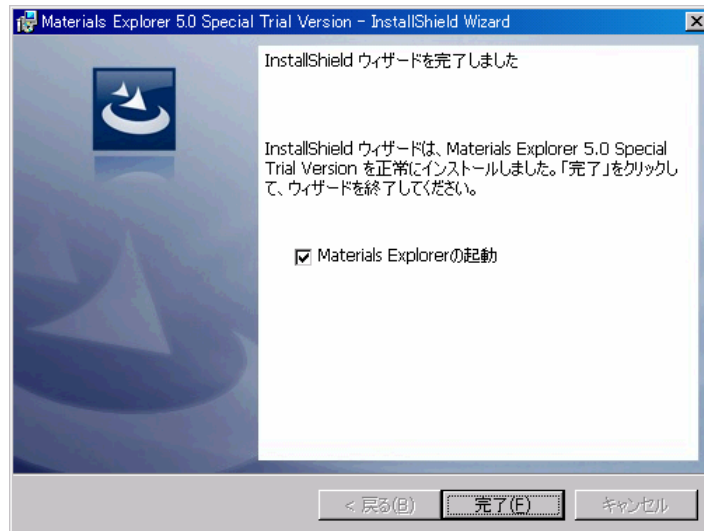 Materials Explorer 5.0 Special Trial Version - InstallShield Wizard
InstallShield ウィザードを完了しました
InstallShield ウィザードは、Materials Explorer 5.0 Special
Trial Version を正常にインストールしました。「完了」をクリックし
て、ウィザードを終了してください。
Materials Explorerの起動
< 戻る(B)
完了(F)
キャンセル